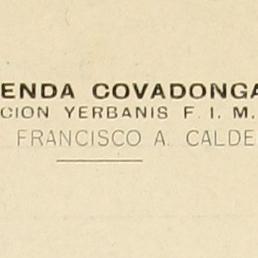 ENDA COVADONGA
CION YERBANIS F. I. M.
FRANCISCO A. CALDE